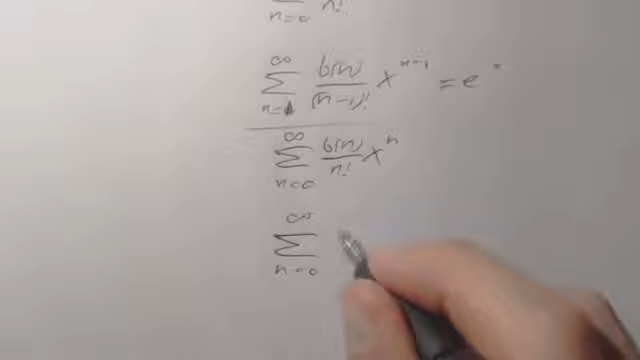 n=0 n!
∞
∑ b(n)/(n-1)! x^{n-1} = e
n=1
∞
∑ b(n)/n! x^n
n=0
∞
∑
n=0